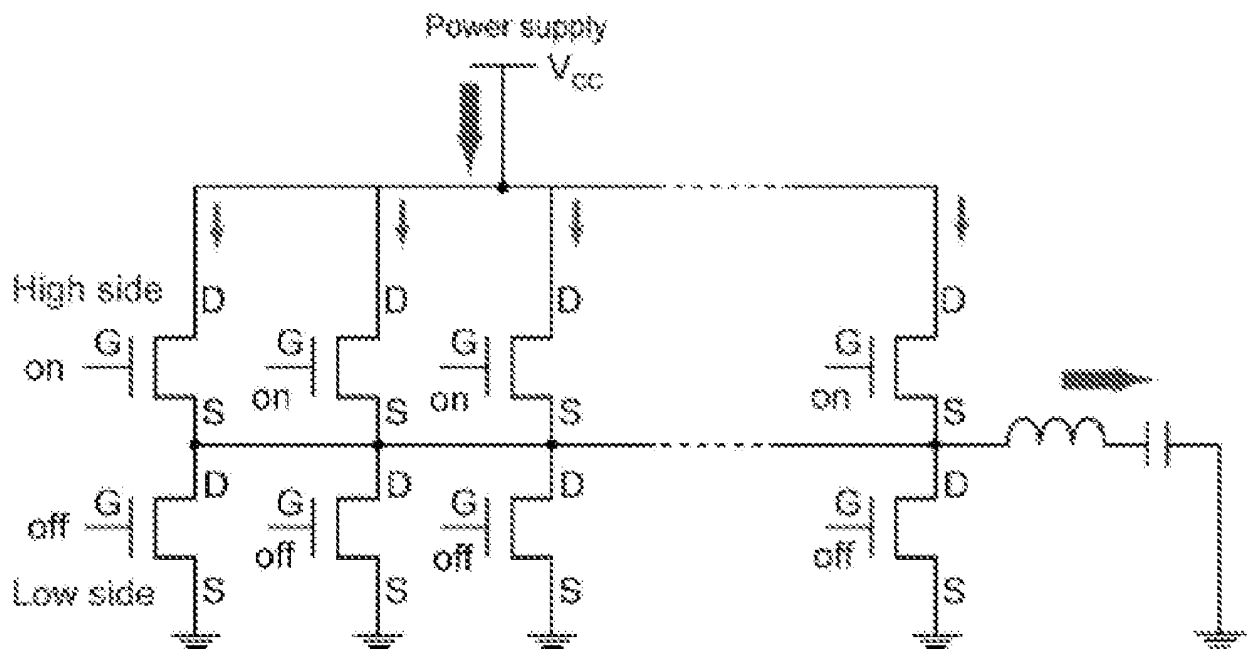 Power supply
Vcc
High side
D D D D
G G G G
on on on on
S S S S
D D D D
G G G G
off off off off
Low side
S S S S